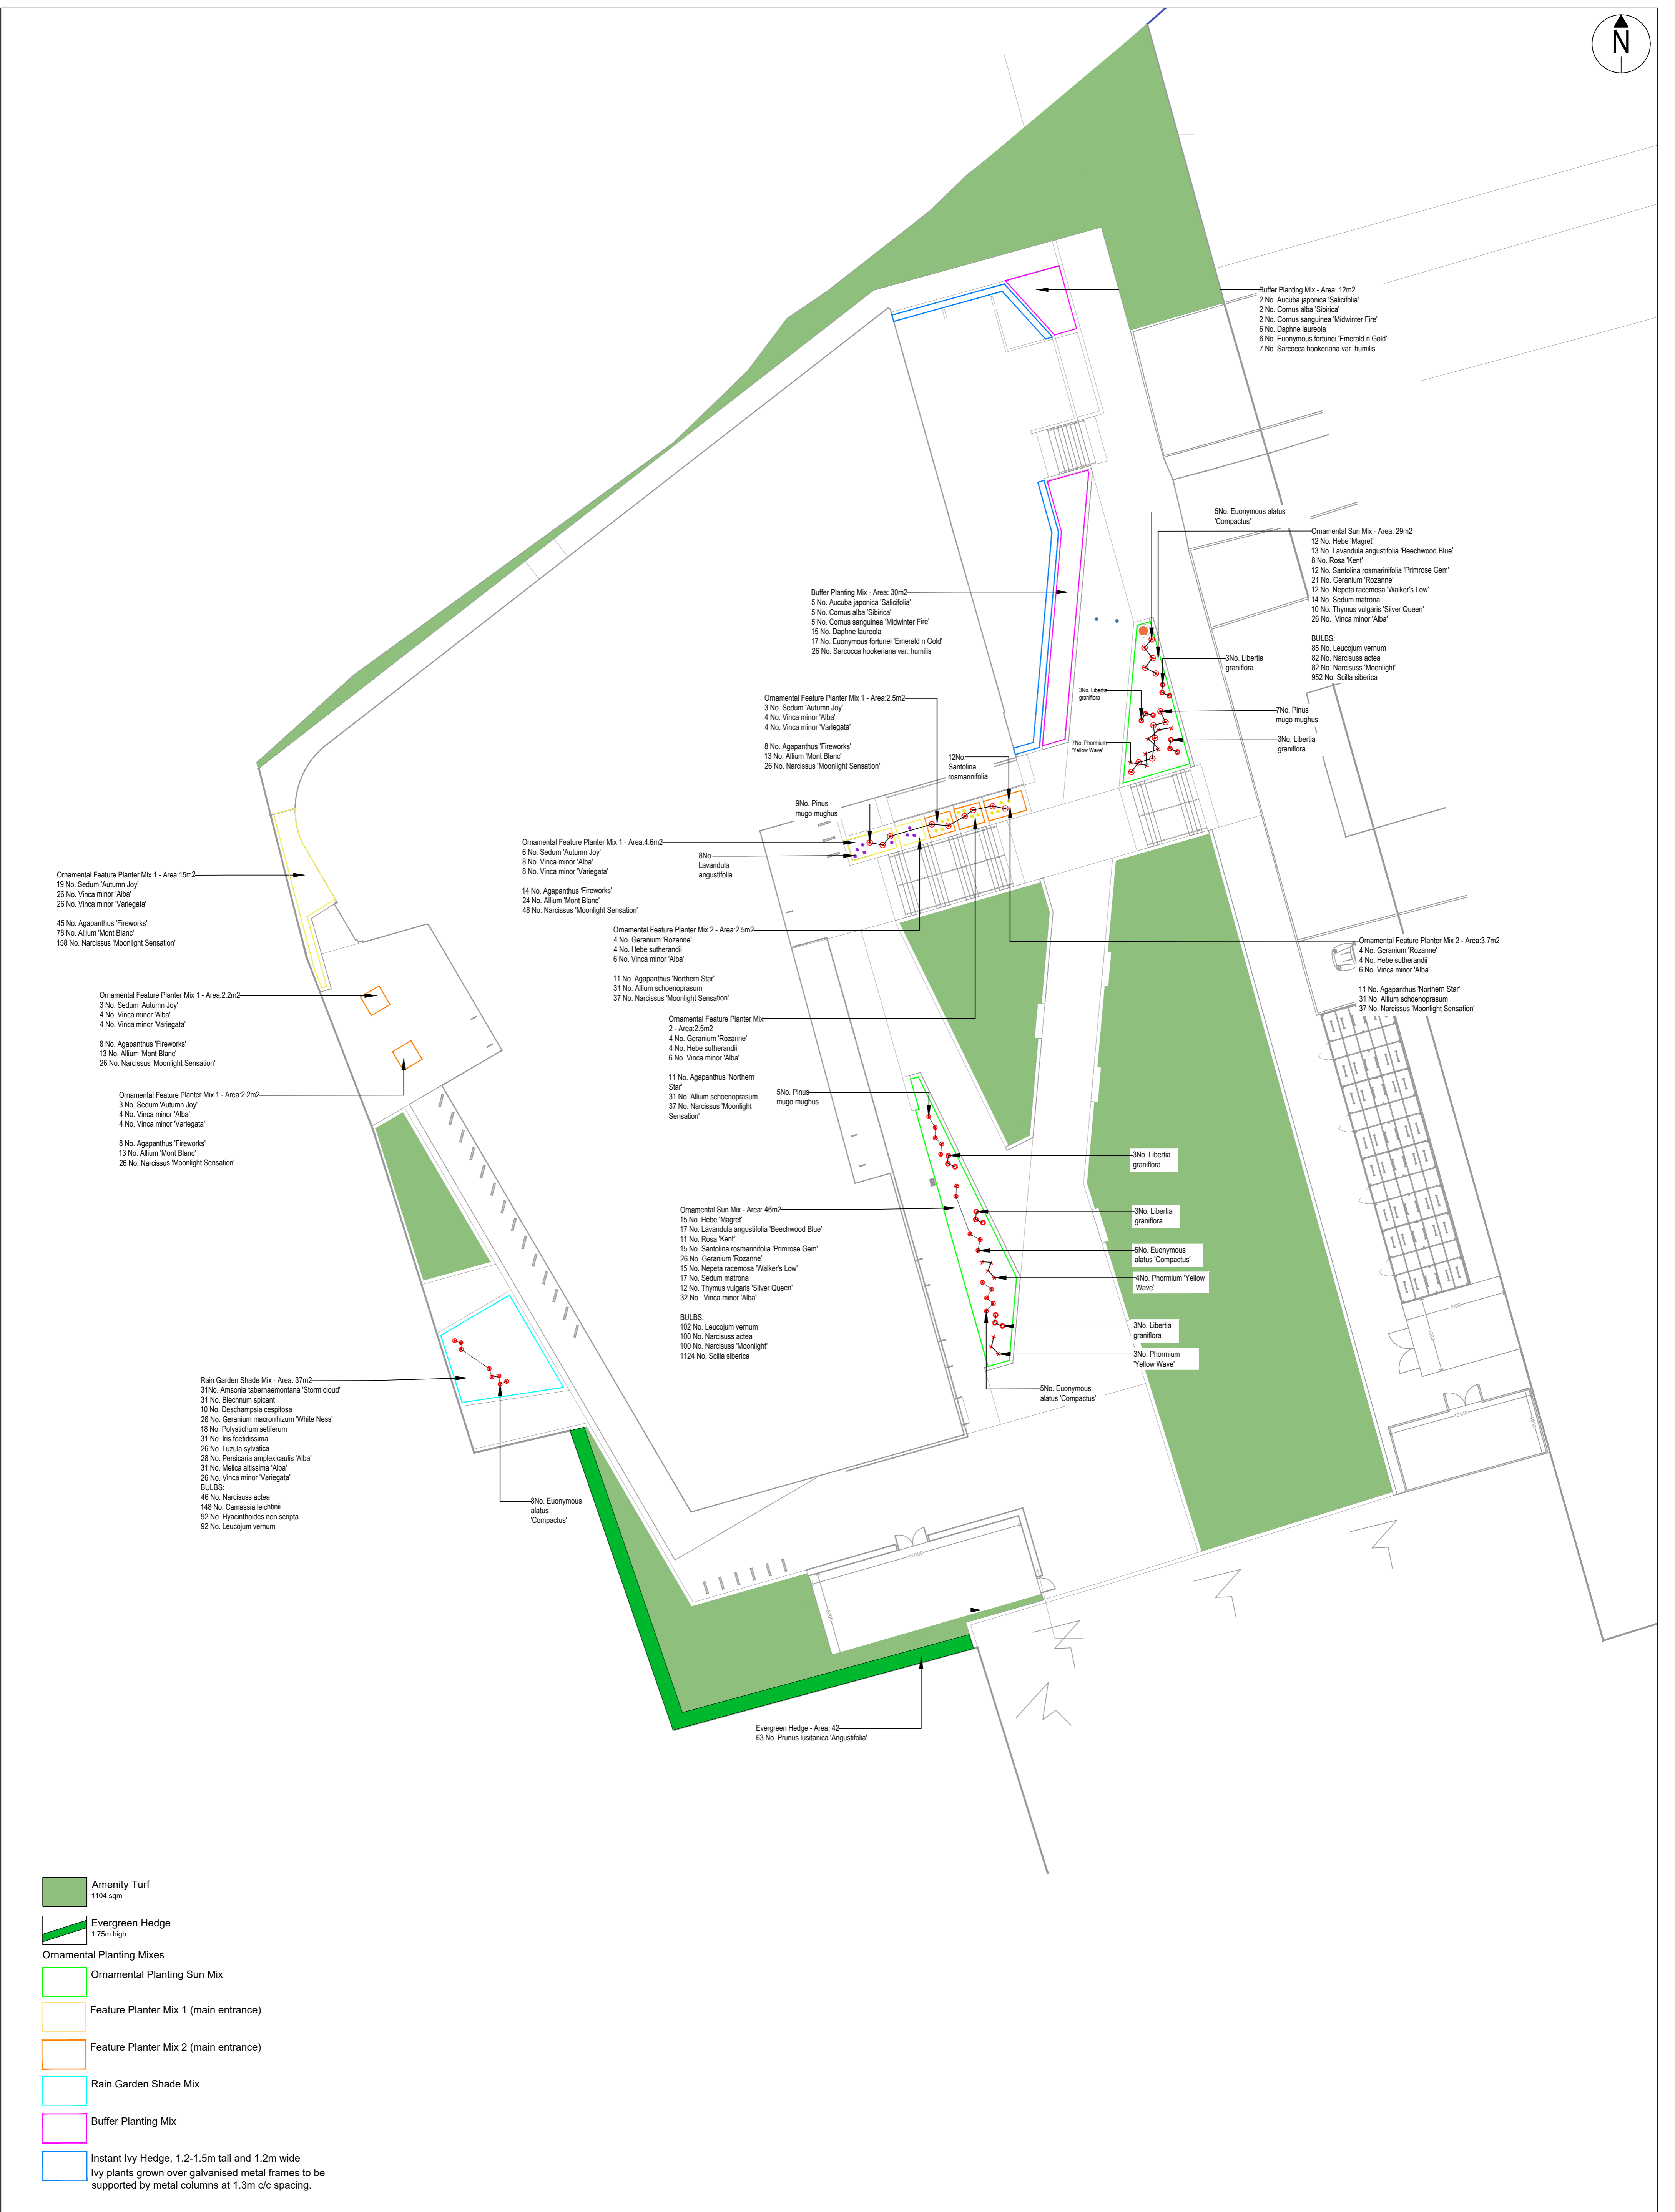 N
Buffer Planting Mix - Area: 12m2
2 No. Aucuba japonica 'Salicifolia'
2 No. Cornus alba 'Sibirica'
2 No. Cornus sanguinea 'Midwinter Fire'
6 No. Daphne laureola
6 No. Euonymous fortunei 'Emerald n Gold'
7 No. Sarcocca hookeriana var. humilis
5No. Euonymous alatus
'Compactus'
Ornamental Sun Mix - Area: 29m2
12 No. Hebe 'Magret'
13 No. Lavandula angustifolia 'Beechwood Blue'
8 No. Rosa 'Kent'
12 No. Santolina rosmarinifolia 'Primrose Gem'
21 No. Geranium 'Rozanne'
12 No. Nepeta racemosa 'Walker's Low'
14 No. Sedum matrona
10 No. Thymus vulgaris 'Silver Queen'
26 No. Vinca minor 'Alba'
BULBS:
85 No. Leucojum vernum
82 No. Narcisuss actea
82 No. Narcisuss 'Moonlight'
952 No. Scilla siberica
Buffer Planting Mix - Area: 30m2
5 No. Aucuba japonica 'Salicifolia'
5 No. Cornus alba 'Sibirica'
5 No. Cornus sanguinea 'Midwinter Fire'
15 No. Daphne laureola
17 No. Euonymous fortunei 'Emerald n Gold'
26 No. Sarcocca hookeriana var. humilis
3No. Libertia
graniflora
3No. Libertia
graniflora
7No. Pinus
mugo mughus
3No. Libertia
graniflora
7No. Phormium
'Yellow Wave'
Ornamental Feature Planter Mix 1 - Area:2.5m2
3 No. Sedum 'Autumn Joy'
4 No. Vinca minor 'Alba'
4 No. Vinca minor 'Variegata'
8 No. Agapanthus 'Fireworks'
13 No. Allium 'Mont Blanc'
26 No. Narcissus 'Moonlight Sensation'
12No.
Santolina
rosmarinifolia
9No. Pinus
mugo mughus
Ornamental Feature Planter Mix 1 - Area:4.6m2
6 No. Sedum 'Autumn Joy'
8 No. Vinca minor 'Alba'
8 No. Vinca minor 'Variegata'
14 No. Agapanthus 'Fireworks'
24 No. Allium 'Mont Blanc'
48 No. Narcissus 'Moonlight Sensation'
8No.
Lavandula
angustifolia
Ornamental Feature Planter Mix 1 - Area:15m2
19 No. Sedum 'Autumn Joy'
26 No. Vinca minor 'Alba'
26 No. Vinca minor 'Variegata'
45 No. Agapanthus 'Fireworks'
78 No. Allium 'Mont Blanc'
158 No. Narcissus 'Moonlight Sensation'
Ornamental Feature Planter Mix 2 - Area:2.5m2
4 No. Geranium 'Rozanne'
4 No. Hebe sutherandii
6 No. Vinca minor 'Alba'
11 No. Agapanthus 'Northern Star'
31 No. Allium schoenoprasum
37 No. Narcissus 'Moonlight Sensation'
Ornamental Feature Planter Mix 2 - Area:3.7m2
4 No. Geranium 'Rozanne'
4 No. Hebe sutherandii
6 No. Vinca minor 'Alba'
11 No. Agapanthus 'Northern Star'
31 No. Allium schoenoprasum
37 No. Narcissus 'Moonlight Sensation'
Ornamental Feature Planter Mix 1 - Area:2.2m2
3 No. Sedum 'Autumn Joy'
4 No. Vinca minor 'Alba'
4 No. Vinca minor 'Variegata'
8 No. Agapanthus 'Fireworks'
13 No. Allium 'Mont Blanc'
26 No. Narcissus 'Moonlight Sensation'
Ornamental Feature Planter Mix
2 - Area:2.5m2
4 No. Geranium 'Rozanne'
4 No. Hebe sutherandii
6 No. Vinca minor 'Alba'
11 No. Agapanthus 'Northern
Star'
31 No. Allium schoenoprasum
37 No. Narcissus 'Moonlight
Sensation'
5No. Pinus
mugo mughus
Ornamental Feature Planter Mix 1 - Area:2.2m2
3 No. Sedum 'Autumn Joy'
4 No. Vinca minor 'Alba'
4 No. Vinca minor 'Variegata'
8 No. Agapanthus 'Fireworks'
13 No. Allium 'Mont Blanc'
26 No. Narcissus 'Moonlight Sensation'
3No. Libertia
graniflora
Ornamental Sun Mix - Area: 46m2
15 No. Hebe 'Magret'
17 No. Lavandula angustifolia 'Beechwood Blue'
11 No. Rosa 'Kent'
15 No. Santolina rosmarinifolia 'Primrose Gem'
26 No. Geranium 'Rozanne'
15 No. Nepeta racemosa 'Walker's Low'
17 No. Sedum matrona
12 No. Thymus vulgaris 'Silver Queen'
32 No. Vinca minor 'Alba'
BULBS:
102 No. Leucojum vernum
100 No. Narcisuss actea
100 No. Narcisuss 'Moonlight'
1124 No. Scilla siberica
3No. Libertia
graniflora
5No. Euonymous
alatus 'Compactus'
4No. Phormium 'Yellow
Wave'
3No. Libertia
graniflora
3No. Phormium
'Yellow Wave'
5No. Euonymous
alatus 'Compactus'
Rain Garden Shade Mix - Area: 37m2
31No. Amsonia tabernaemontana 'Storm cloud'
31 No. Blechnum spicant
10 No. Deschampsia cespitosa
26 No. Geranium macrorrhizum 'White Ness'
18 No. Polystichum setiferum
31 No. Iris foetidissima
26 No. Luzula sylvatica
28 No. Persicaria amplexicaulis 'Alba'
31 No. Melica altissima 'Alba'
26 No. Vinca minor 'Variegata'
BULBS:
46 No. Narcisuss actea
148 No. Camassia leichtinii
92 No. Hyacinthoides non scripta
92 No. Leucojum vernum
8No. Euonymous
alatus
'Compactus'
Evergreen Hedge - Area: 42
63 No. Prunus lusitanica 'Angustifolia'
Amenity Turf
1104 sqm
Evergreen Hedge
1.75m high
Ornamental Planting Mixes
Ornamental Planting Sun Mix
Feature Planter Mix 1 (main entrance)
Feature Planter Mix 2 (main entrance)
Rain Garden Shade Mix
Buffer Planting Mix
Instant Ivy Hedge, 1.2-1.5m tall and 1.2m wide
Ivy plants grown over galvanised metal frames to be
supported by metal columns at 1.3m c/c spacing.